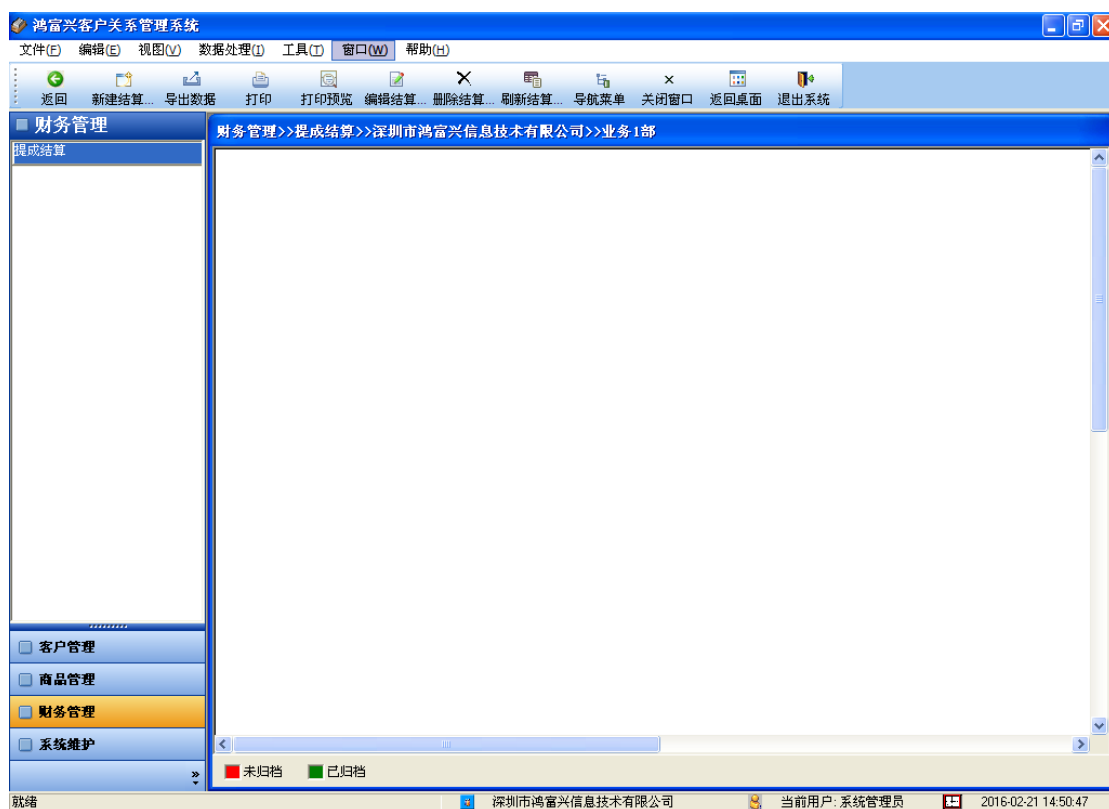 鸿富兴客户关系管理系统
文件(F) 编辑(E) 视图(V) 数据处理(I) 工具(T) 窗口(W) 帮助(H)
返回 新建结算... 导出数据 打印 打印预览 编辑结算... 删除结算... 刷新结算... 导航菜单 关闭窗口 返回桌面 退出系统
财务管理
财务管理>>提成结算>>深圳市鸿富兴信息技术有限公司>>业务1部
提成结算
客户管理
商品管理
财务管理
系统维护
未归档 已归档
就绪 深圳市鸿富兴信息技术有限公司 当前用户: 系统管理员 2016-02-21 14:50:47